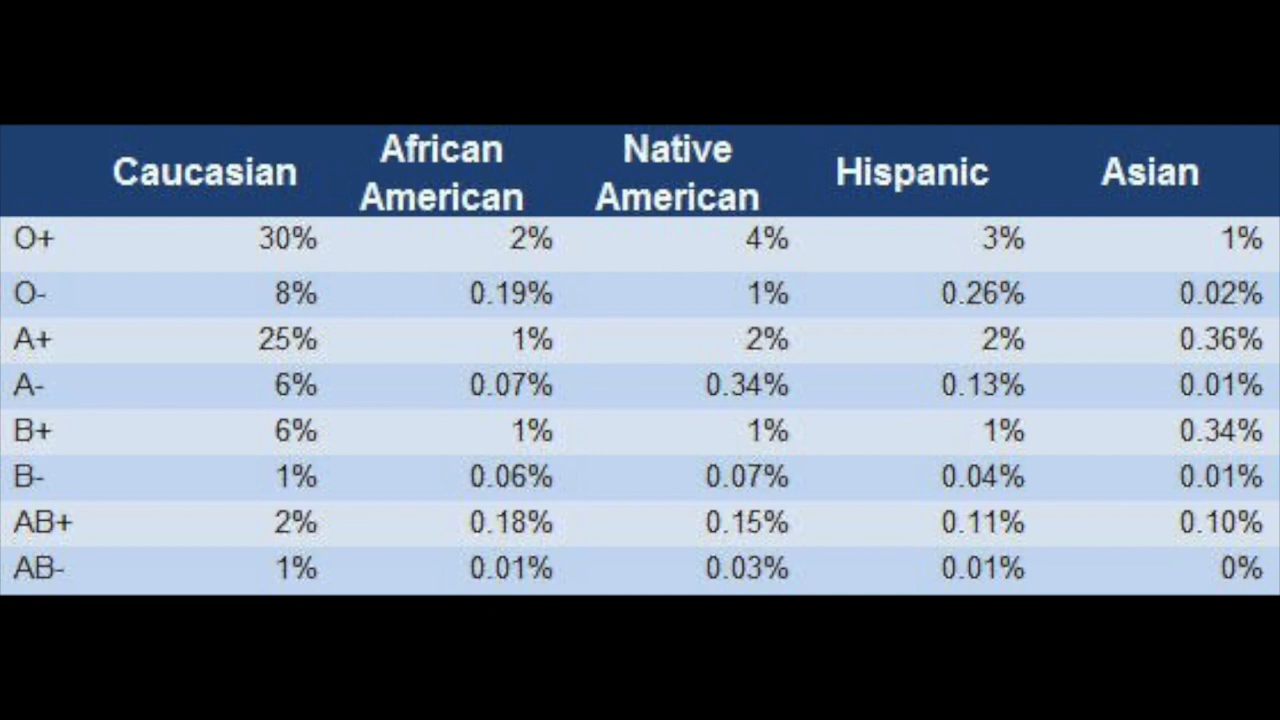 Caucasian African American Native American Hispanic Asian
O+ 30% 2% 4% 3% 1%
O- 8% 0.19% 1% 0.26% 0.02%
A+ 25% 1% 2% 2% 0.36%
A- 6% 0.07% 0.34% 0.13% 0.01%
B+ 6% 1% 1% 1% 0.34%
B- 1% 0.06% 0.07% 0.04% 0.01%
AB+ 2% 0.18% 0.15% 0.11% 0.10%
AB- 1% 0.01% 0.03% 0.01% 0%